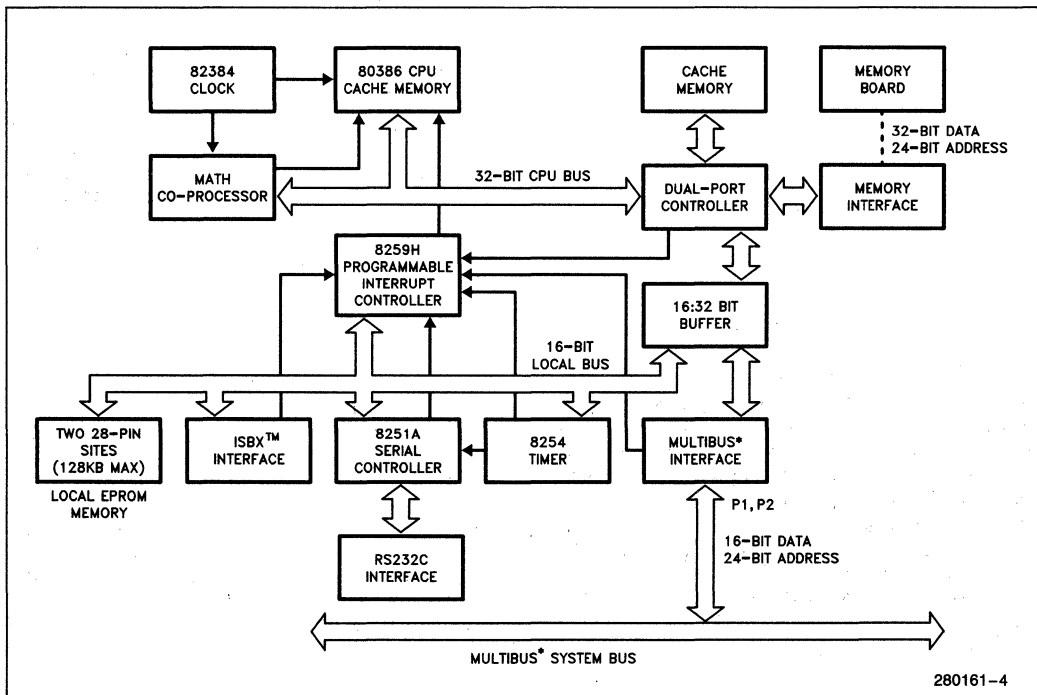 82384
CLOCK
80386 CPU
CACHE MEMORY
CACHE
MEMORY
MEMORY
BOARD
32-BIT DATA
24-BIT ADDRESS
MATH
CO-PROCESSOR
32-BIT CPU BUS
DUAL-PORT
CONTROLLER
MEMORY
INTERFACE
8259H
PROGRAMMABLE
INTERRUPT
CONTROLLER
16:32 BIT
BUFFER
16-BIT
LOCAL BUS
TWO 28-PIN
SITES
(128KB MAX)
LOCAL EPROM
MEMORY
ISBX™
INTERFACE
8251A
SERIAL
CONTROLLER
8254
TIMER
MULTIBUS*
INTERFACE
P1,P2
16-BIT DATA
24-BIT ADDRESS
RS232C
INTERFACE
MULTIBUS* SYSTEM BUS
280161-4